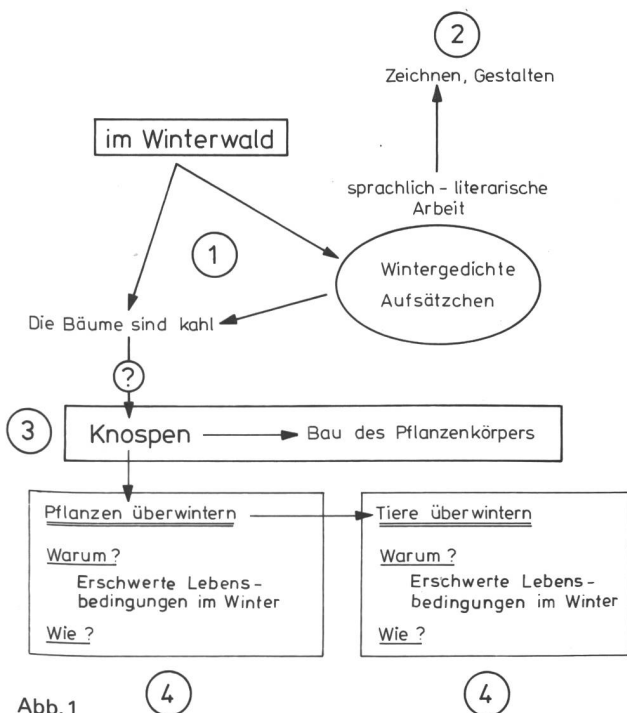 2
Zeichnen, Gestalten
im Winterwald
sprachlich - literarische
Arbeit
1
Wintergedichte
Aufsätzchen
Die Bäume sind kahl
?
3
Knospen
Bau des Pflanzenkörpers
Pflanzen überwintern
Warum?
Erschwerte Lebens-
bedingungen im Winter
Wie ?
Tiere überwintern
Warum?
Erschwerte Lebens-
bedingungen im Winter
Wie ?
4
4
Abb. 1